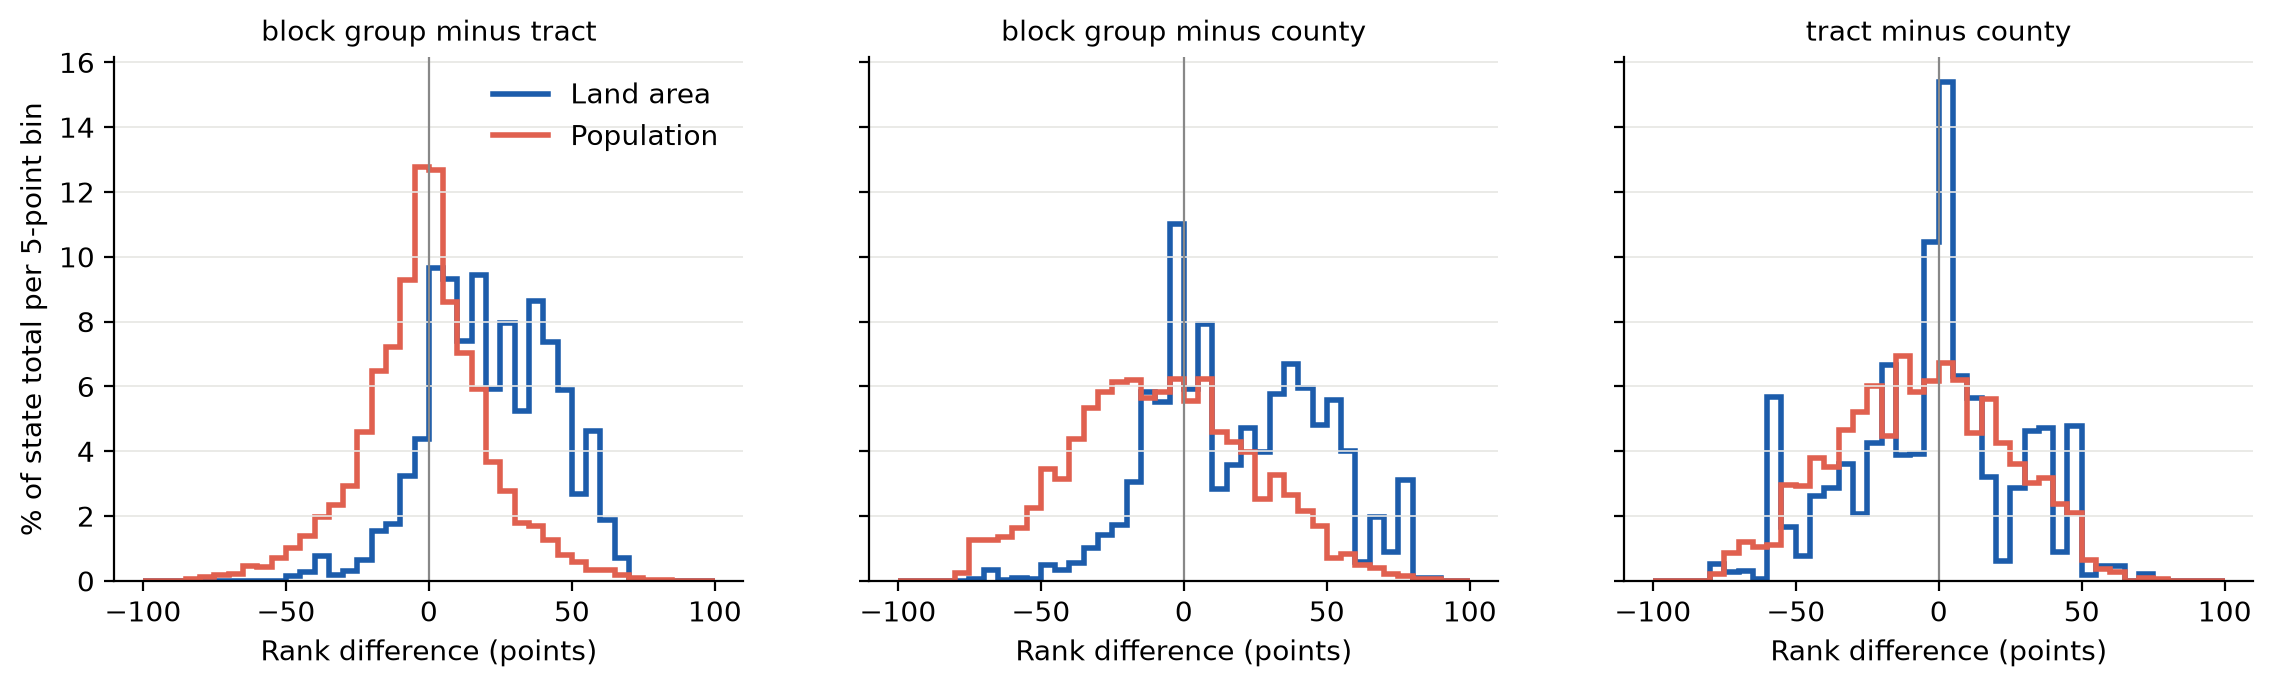 block group minus tract
block group minus county
tract minus county
% of state total per 5-point bin
16
14
12
10
8
6
4
2
0
Land area
Population
−100 −50 0 50 100
−100 −50 0 50 100
−100 −50 0 50 100
Rank difference (points)
Rank difference (points)
Rank difference (points)